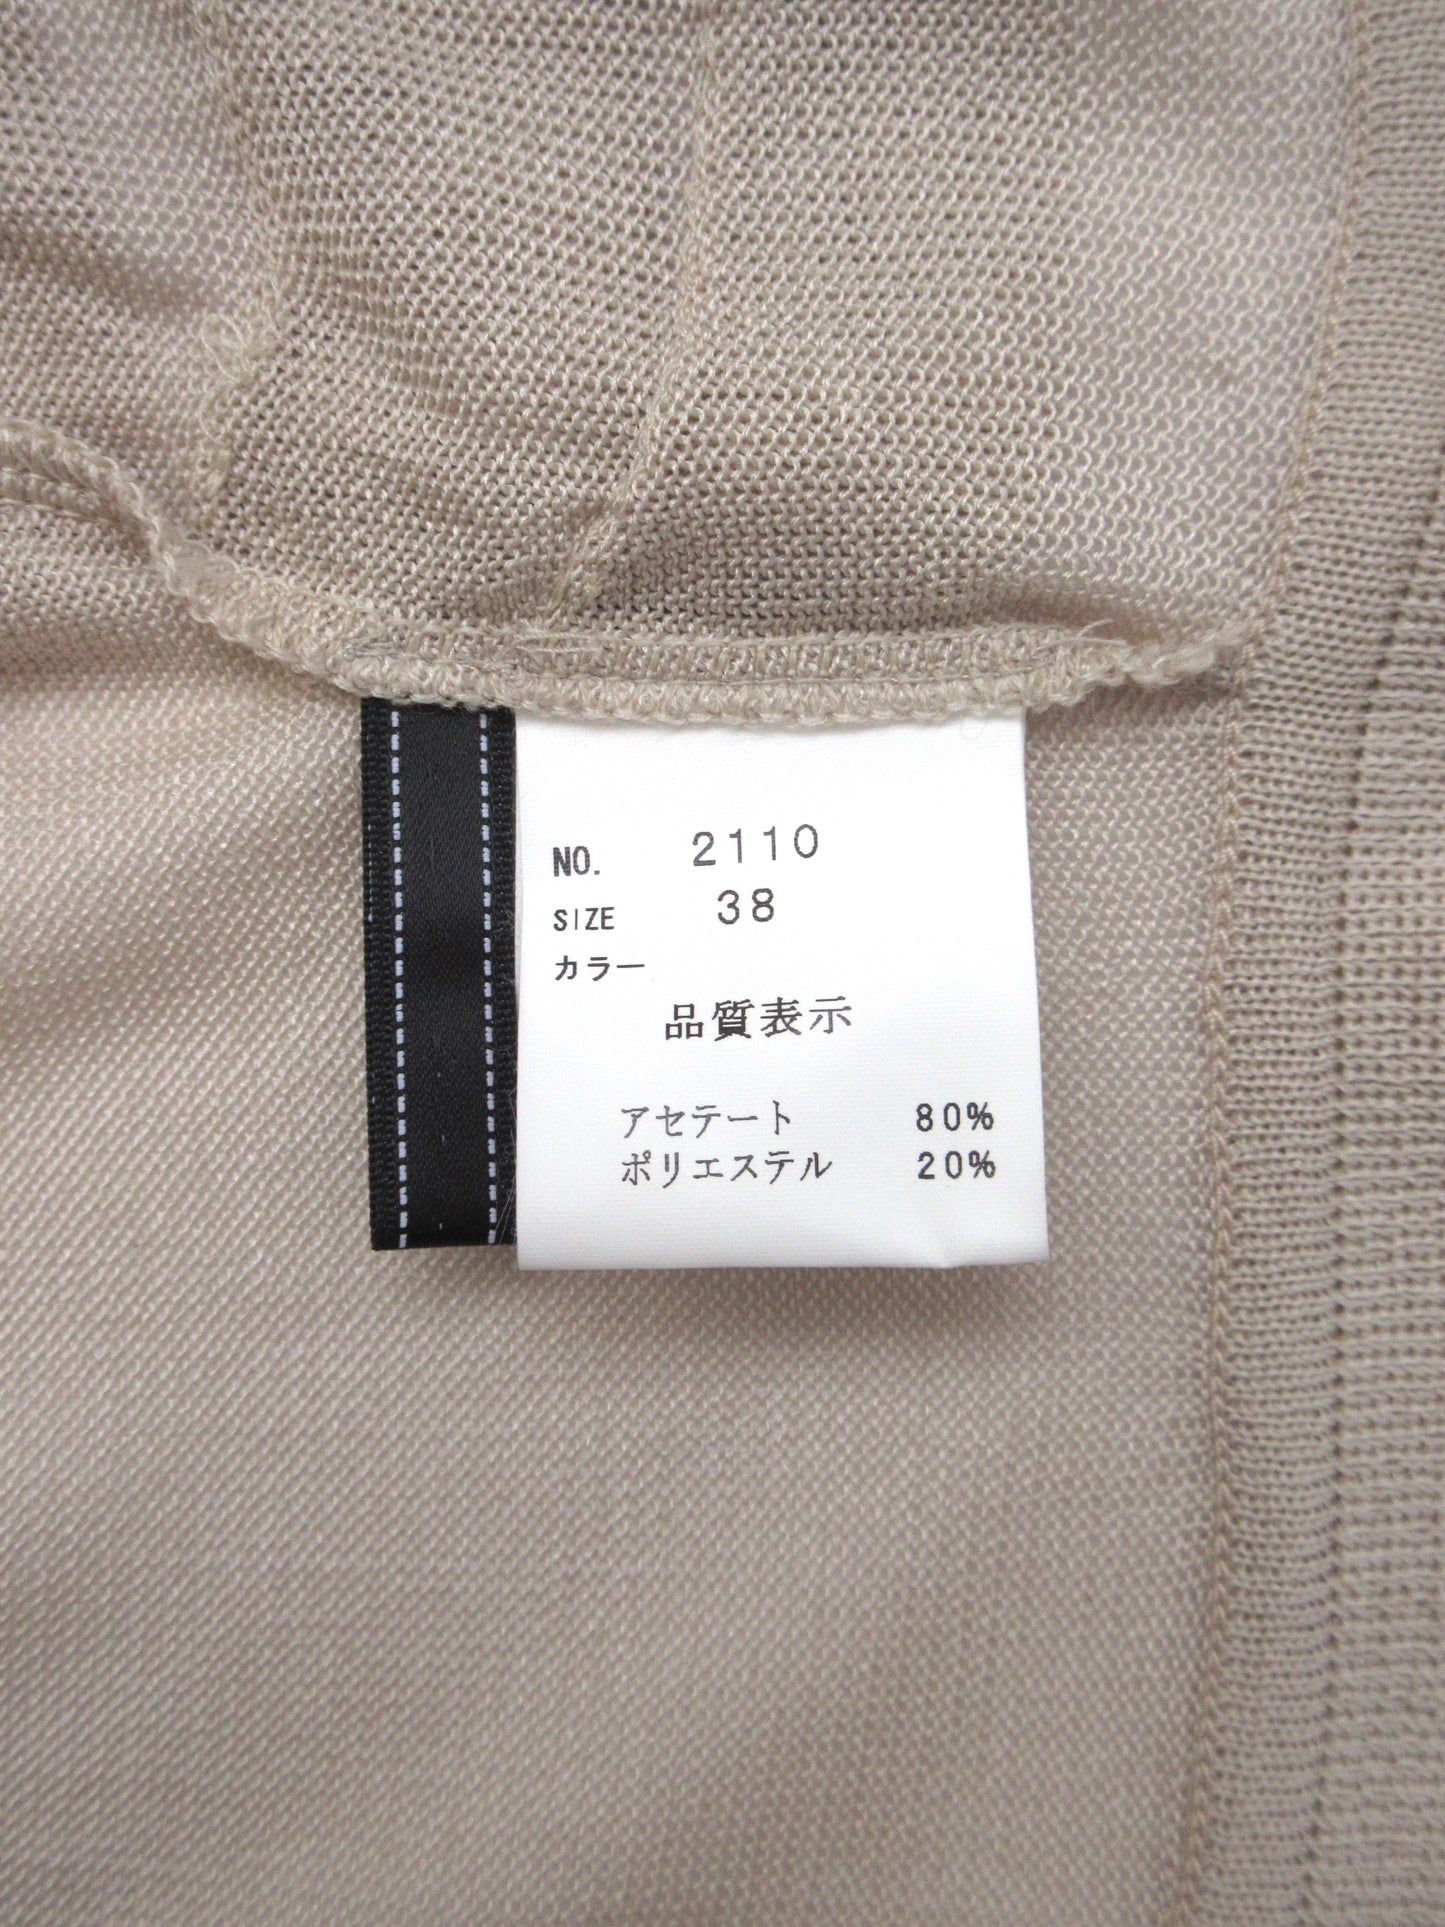 NO. 2110
SIZE 38
カラー
品質表示
アセテート 80%
ポリエステル 20%